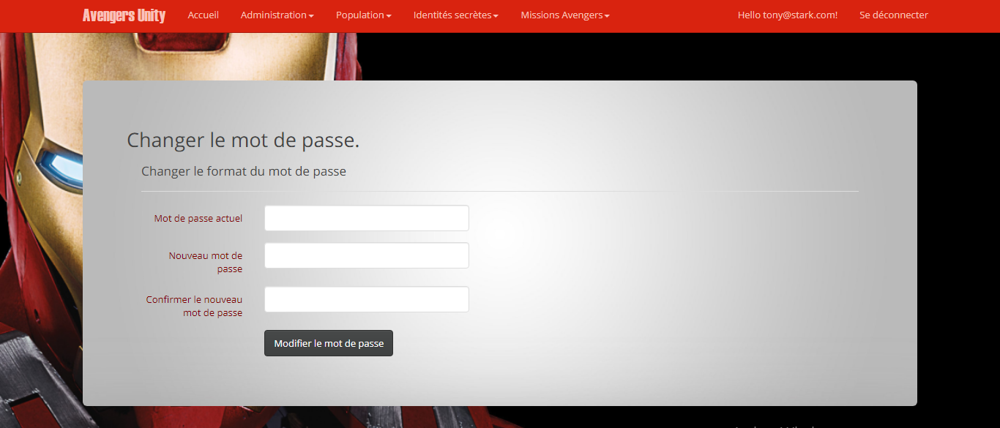 Avengers Unity Accueil Administration Population Identités secrètes Missions Avengers Hello tony@stark.com! Se déconnecter
Changer le mot de passe.
Changer le format du mot de passe
Mot de passe actuel
Nouveau mot de
passe
Confirmer le nouveau
mot de passe
Modifier le mot de passe